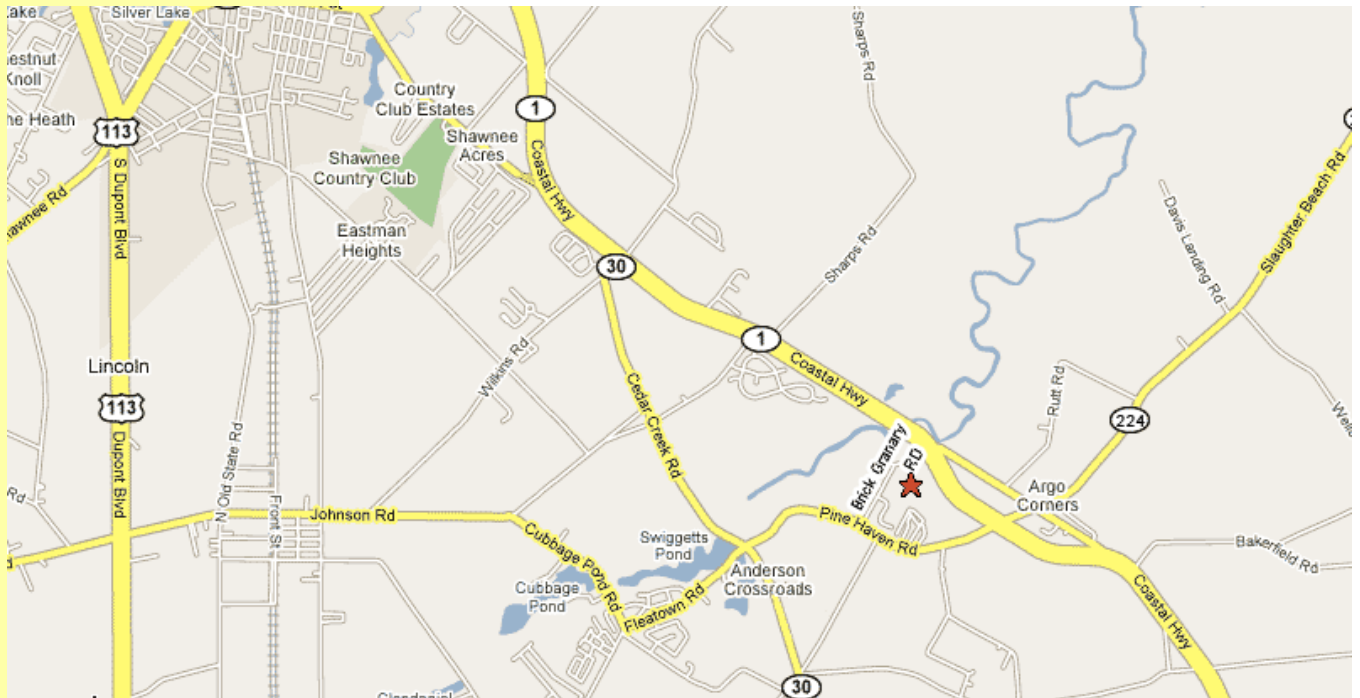 Silver Lake
Lake
Knoll
Country
Club Estates
Sharps Rd
1
113
Shawnee
Acres
Shawnee
Country Club
S Dupont Blvd
Coastal Hwy
Slaughter Beach Rd
Davis Landing Rd
Eastman
Heights
Sharps Rd
30
1
Coastal Hwy
Lincoln
Wilkins Rd
Cedar Creek Rd
Rutt Rd
113
224
Dupont Blvd
N Old State Rd
Front St
Brick Granary
RD
Argo
Corners
Johnson Rd
Pine Haven Rd
Swiggetts
Pond
Bakerfield Rd
Cubbage Pond Rd
Anderson
Crossroads
Cubbage
Pond
Fleatown Rd
Coastal Hwy
30